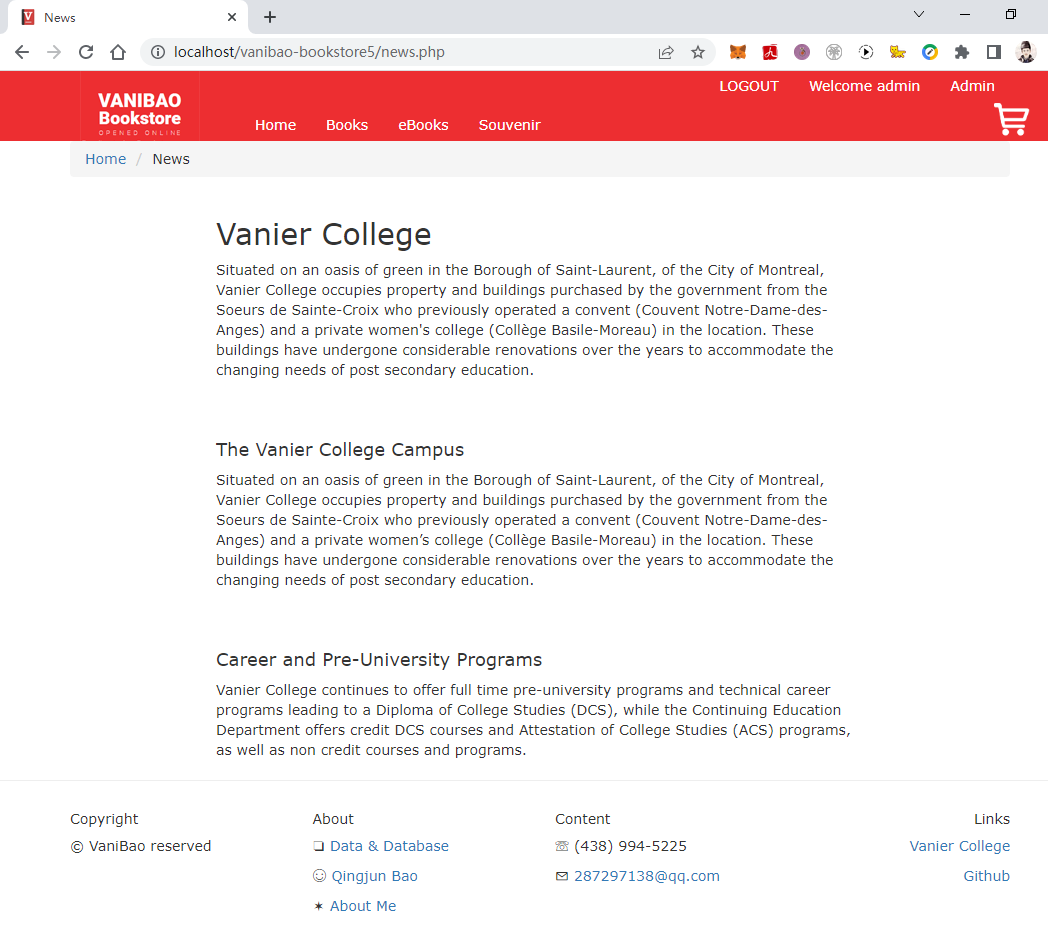 News
localhost/vanibao-bookstore5/news.php
LOGOUT Welcome admin Admin
VANIBAO
Bookstore
OPENED ONLINE
Home Books eBooks Souvenir
Home / News
Vanier College
Situated on an oasis of green in the Borough of Saint-Laurent, of the City of Montreal,
Vanier College occupies property and buildings purchased by the government from the
Soeurs de Sainte-Croix who previously operated a convent (Couvent Notre-Dame-des-
Anges) and a private women's college (Collège Basile-Moreau) in the location. These
buildings have undergone considerable renovations over the years to accommodate the
changing needs of post secondary education.
The Vanier College Campus
Situated on an oasis of green in the Borough of Saint-Laurent, of the City of Montreal,
Vanier College occupies property and buildings purchased by the government from the
Soeurs de Sainte-Croix who previously operated a convent (Couvent Notre-Dame-des-
Anges) and a private women’s college (Collège Basile-Moreau) in the location. These
buildings have undergone considerable renovations over the years to accommodate the
changing needs of post secondary education.
Career and Pre-University Programs
Vanier College continues to offer full time pre-university programs and technical career
programs leading to a Diploma of College Studies (DCS), while the Continuing Education
Department offers credit DCS courses and Attestation of College Studies (ACS) programs,
as well as non credit courses and programs.
Copyright
© VaniBao reserved
About
❏ Data & Database
☺ Qingjun Bao
✶ About Me
Content
☏ (438) 994-5225
✉ 287297138@qq.com
Links
Vanier College
Github